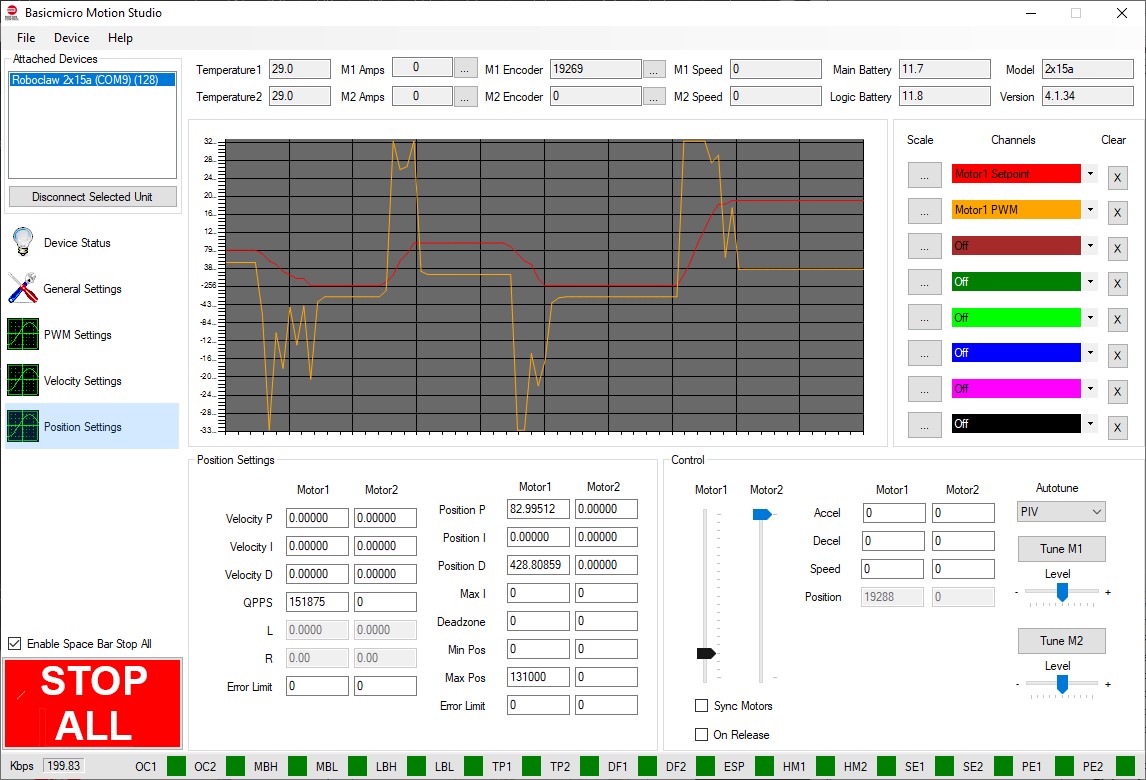 Basicmicro Motion Studio
File Device Help
Attached Devices
Roboclaw 2x15a (COM9) (128)
Disconnect Selected Unit
Device Status
General Settings
PWM Settings
Velocity Settings
Position Settings
Enable Space Bar Stop All
STOP
ALL
Temperature1 29.0 M1 Amps 0 ... M1 Encoder 19269 ... M1 Speed 0 Main Battery 11.7 Model 2x15a
Temperature2 29.0 M2 Amps 0 ... M2 Encoder 0 ... M2 Speed 0 Logic Battery 11.8 Version 4.1.34
32...
28...
24...
20...
16...
12...
79...
38...
-256
-43...
-84...
-12...
-16...
-20...
-24...
-28...
-33...
Scale Channels Clear
... Motor1 Setpoint X
... Motor1 PWM X
... Off X
... Off X
... Off X
... Off X
... Off X
... Off X
Position Settings
Motor1 Motor2
Velocity P 0.00000 0.00000
Velocity I 0.00000 0.00000
Velocity D 0.00000 0.00000
QPPS 151875 0
L 0.0000 0.0000
R 0.00 0.00
Error Limit 0 0
Motor1 Motor2
Position P 82.99512 0.00000
Position I 0.00000 0.00000
Position D 428.80859 0.00000
Max I 0 0
Deadzone 0 0
Min Pos 0 0
Max Pos 131000 0
Error Limit 0 0
Control
Motor1 Motor2
Sync Motors
On Release
Motor1 Motor2
Accel 0 0
Decel 0 0
Speed 0 0
Position 19288 0
Autotune
PIV
Tune M1
Level
- +
Tune M2
Level
- +
Kbps 199.83 OC1 OC2 MBH MBL LBH LBL TP1 TP2 DF1 DF2 ESP HM1 HM2 SE1 SE2 PE1 PE2